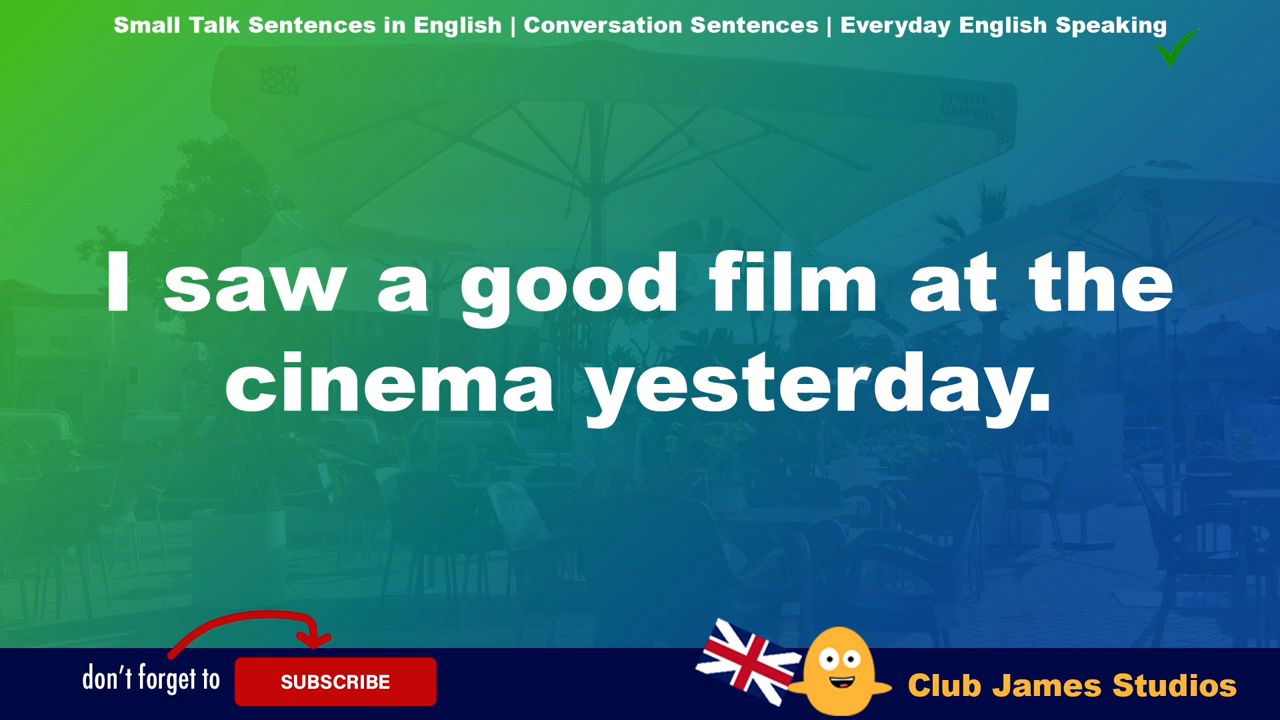 Small Talk Sentences in English | Conversation Sentences | Everyday English Speaking
I saw a good film at the
cinema yesterday.
don't forget to
SUBSCRIBE
Club James Studios